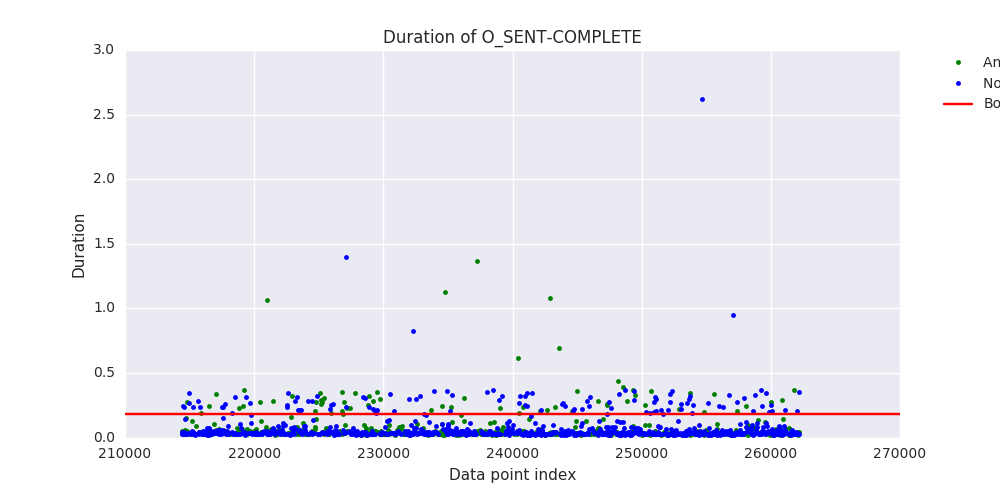 Duration of O_SENT-COMPLETE
3.0
2.5
2.0
1.5
1.0
0.5
0.0
Duration
210000 220000 230000 240000 250000 260000 270000
Data point index
An
No
Bo